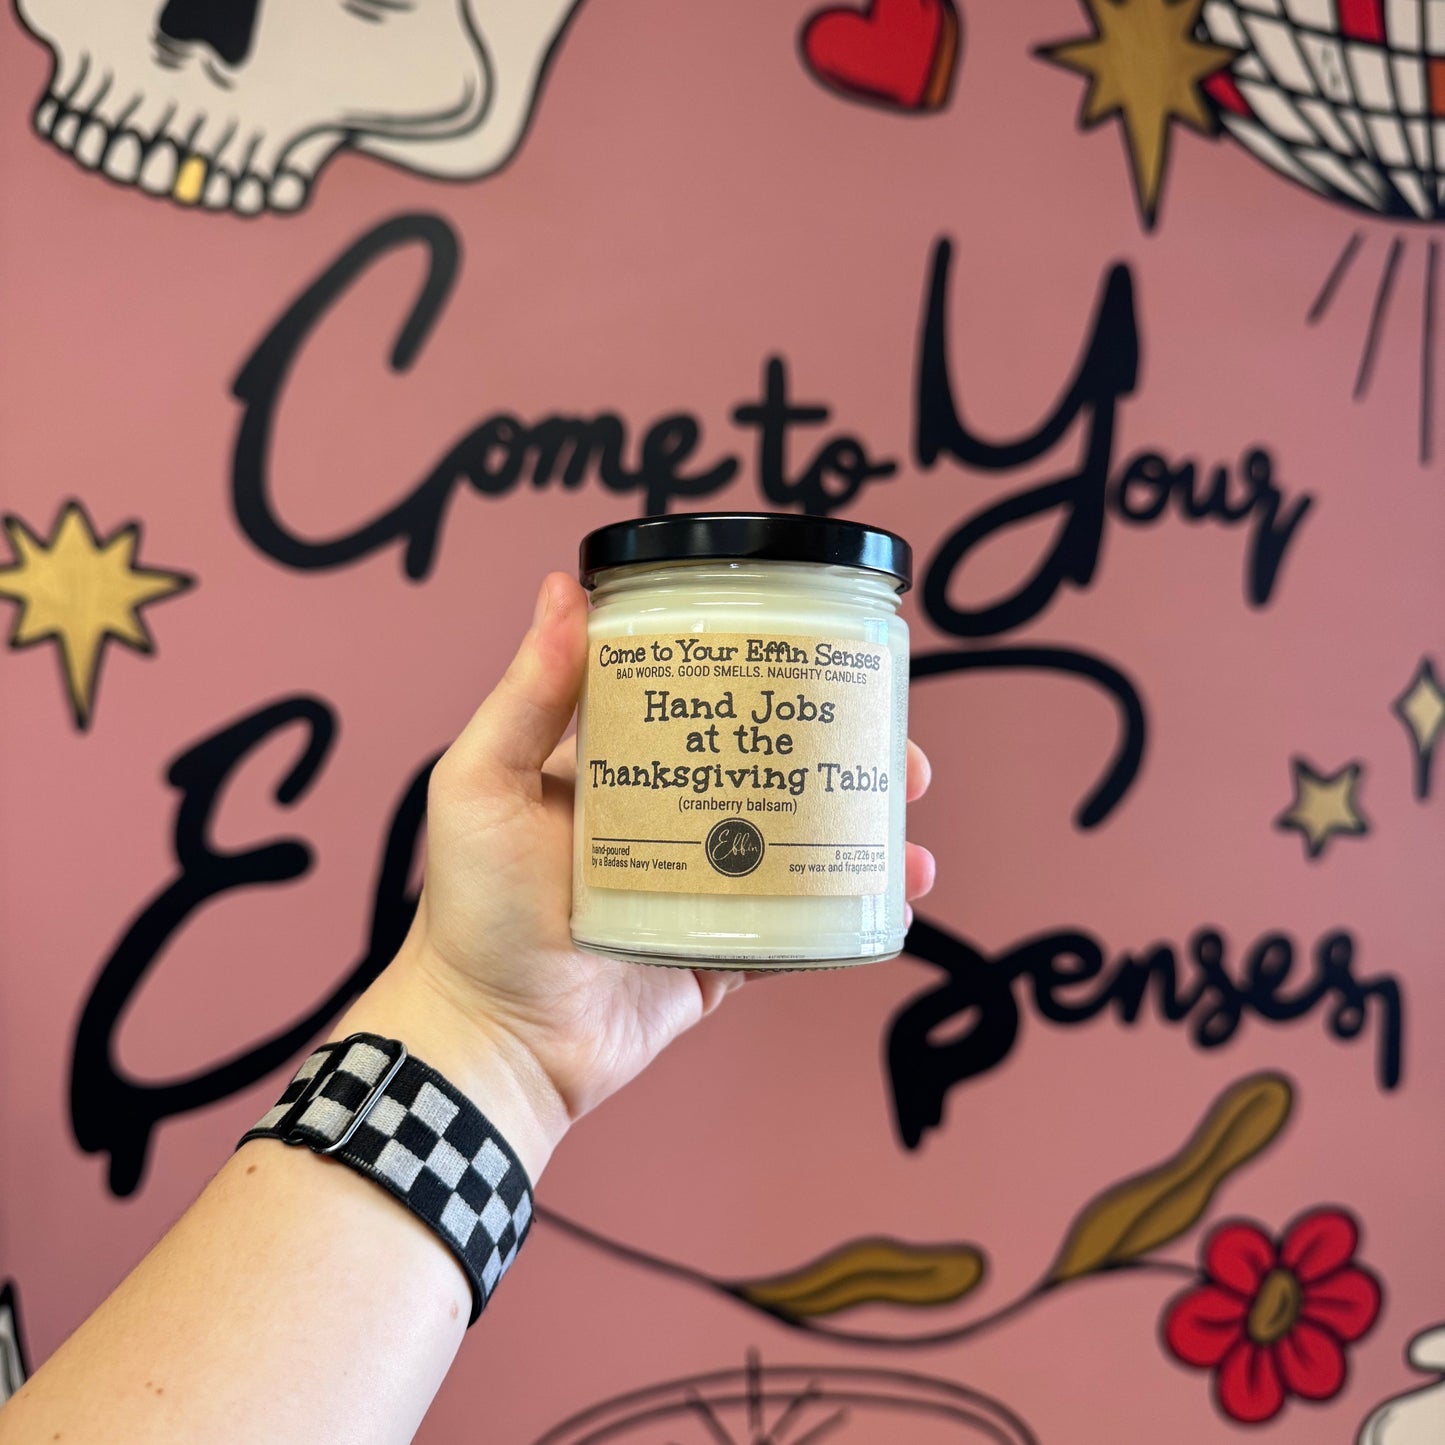 Come to Your
Effin Senses
Come to Your Effin Senses
BAD WORDS. GOOD SMELLS. NAUGHTY CANDLES
Hand Jobs
at the
Thanksgiving Table
(cranberry balsam)
Effin
hand-poured
by a Badass Navy Veteran
8 oz./226 g net
soy wax and fragrance oil